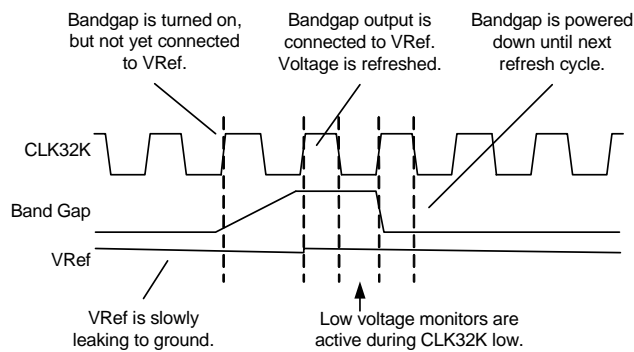 Bandgap is turned on,
but not yet connected
to VRef.
Bandgap output is
connected to VRef.
Voltage is refreshed.
Bandgap is powered
down until next
refresh cycle.
CLK32K
Band Gap
VRef
VRef is slowly
leaking to ground.
Low voltage monitors are
active during CLK32K low.